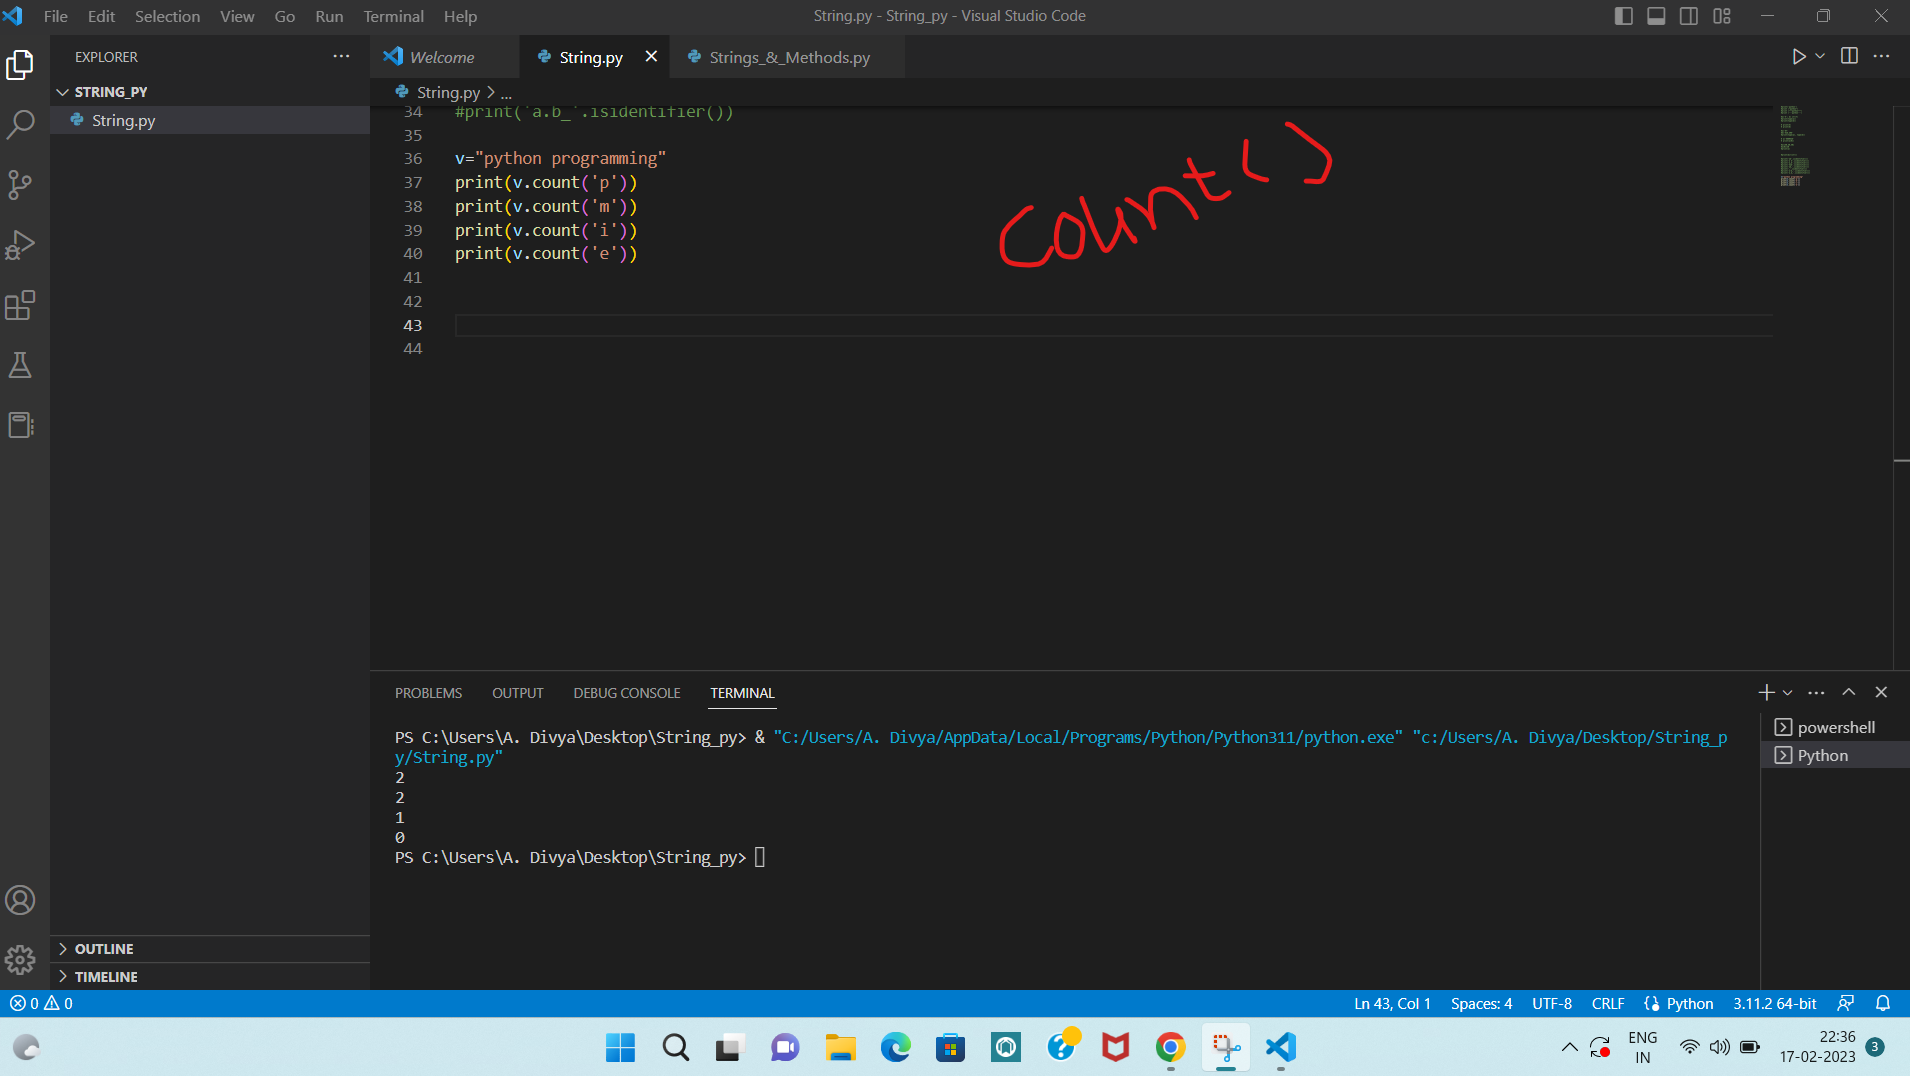 File Edit Selection View Go Run Terminal Help
String.py - String_py - Visual Studio Code
EXPLORER
STRING_PY
String.py
Welcome
String.py
Strings_&_Methods.py
String.py > ...
34 #print('a.b_'.isidentifier())
35
36 v="python programming"
37 print(v.count('p'))
38 print(v.count('m'))
39 print(v.count('i'))
40 print(v.count('e'))
41
42
43
44
Count()
PROBLEMS OUTPUT DEBUG CONSOLE TERMINAL
PS C:\Users\A. Divya\Desktop\String_py> & "C:/Users/A. Divya/AppData/Local/Programs/Python/Python311/python.exe" "c:/Users/A. Divya/Desktop/String_p
y/String.py"
2
2
1
0
PS C:\Users\A. Divya\Desktop\String_py>
powershell
Python
OUTLINE
TIMELINE
0 0
Ln 43, Col 1 Spaces: 4 UTF-8 CRLF Python 3.11.2 64-bit
ENG
IN
22:36
17-02-2023
3